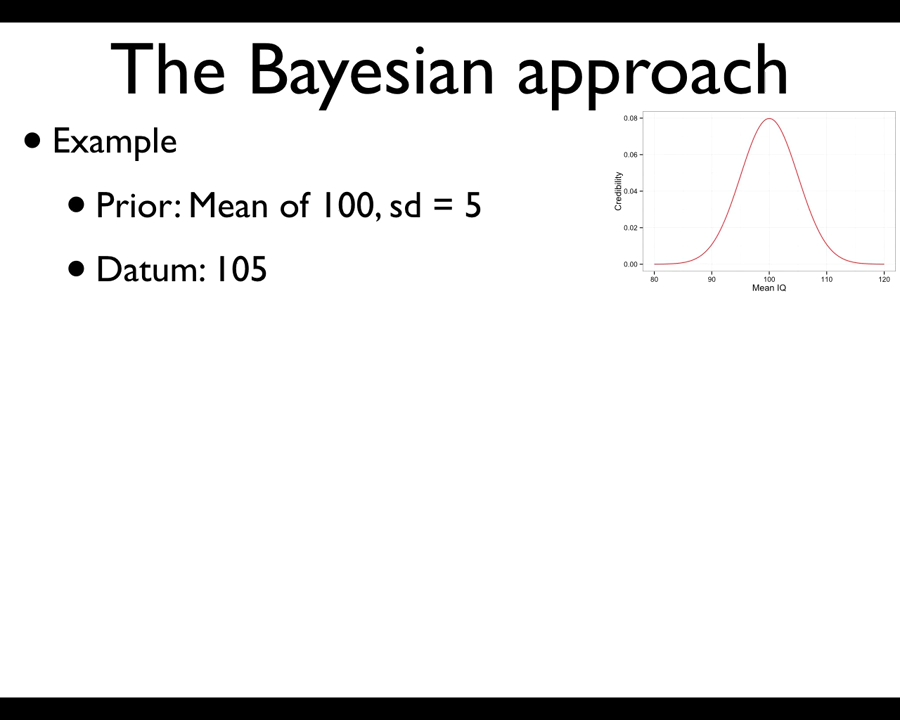 The Bayesian approach
• Example
• Prior: Mean of 100, sd = 5
• Datum: 105
0.08
0.06
0.04
0.02
0.00
Credibility
80 90 100 110 120
Mean IQ